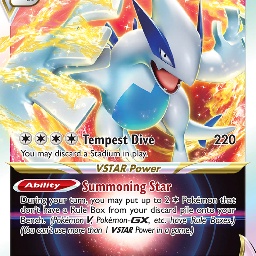 Tempest Dive 220
You may discard a Stadium in play.
VSTAR Power
Ability Summoning Star
During your turn, you may put up to 2 Pokémon that
don't have a Rule Box from your discard pile onto your
Bench. (Pokémon V, Pokémon-GX, etc. have Rule Boxes.)
(You can't use more than 1 VSTAR Power in a game.)